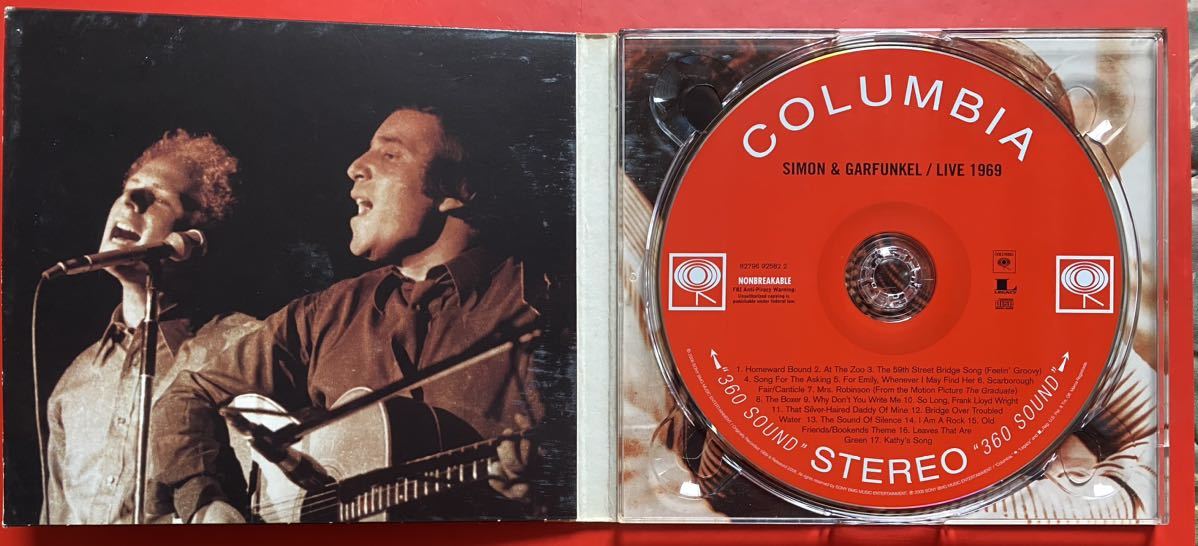 COLUMBIA
SIMON & GARFUNKEL / LIVE 1969
82796 92582 2
NONBREAKABLE
FBI Anti-Piracy Warning:
Unauthorized copying is
punishable under federal law.
COLUMBIA
LEGACY
1. Homeward Bound 2. At The Zoo 3. The 59th Street Bridge Song (Feelin' Groovy)
4. Song For The Asking 5. For Emily, Whenever I May Find Her 6. Scarborough
Fair/Canticle 7. Mrs. Robinson (From the Motion Picture The Graduate)
8. The Boxer 9. Why Don't You Write Me 10. So Long, Frank Lloyd Wright
11. That Silver-Haired Daddy Of Mine 12. Bridge Over Troubled
Water 13. The Sound Of Silence 14. I Am A Rock 15. Old
Friends/Bookends Theme 16. Leaves That Are
Green 17. Kathy's Song
"360 SOUND"
STEREO
"360 SOUND"